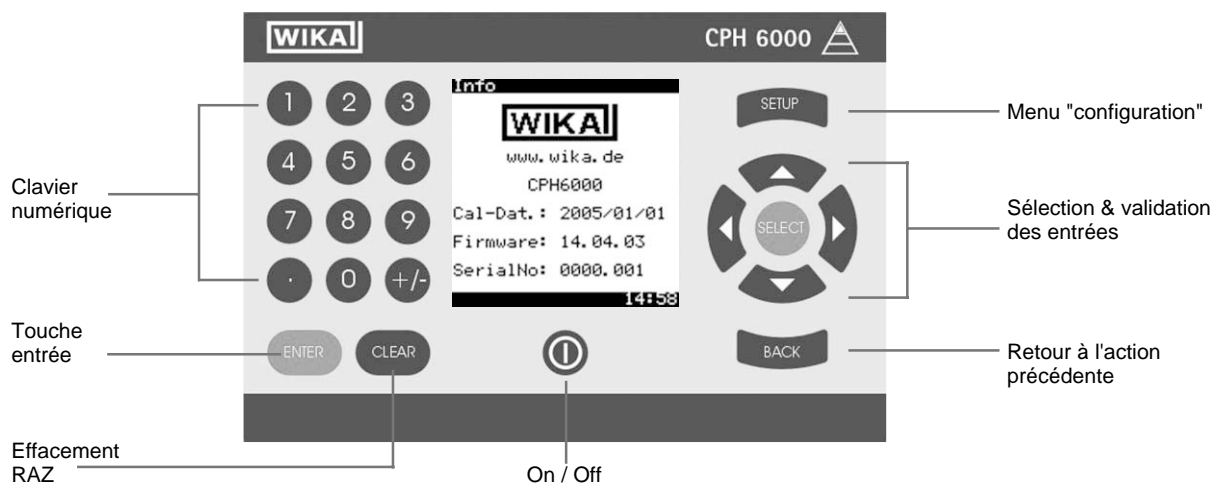 WIKA
CPH 6000
1 2 3
4 5 6
7 8 9
. 0 +/-
ENTER CLEAR
Info
WIKA
www.wika.de
CPH6000
Cal-Dat.: 2005/01/01
Firmware: 14.04.03
SerialNo: 0000.001
14:58
SETUP
SELECT
BACK
Clavier
numérique
Touche
entrée
Effacement
RAZ
On / Off
Menu "configuration"
Sélection & validation
des entrées
Retour à l'action
précédente